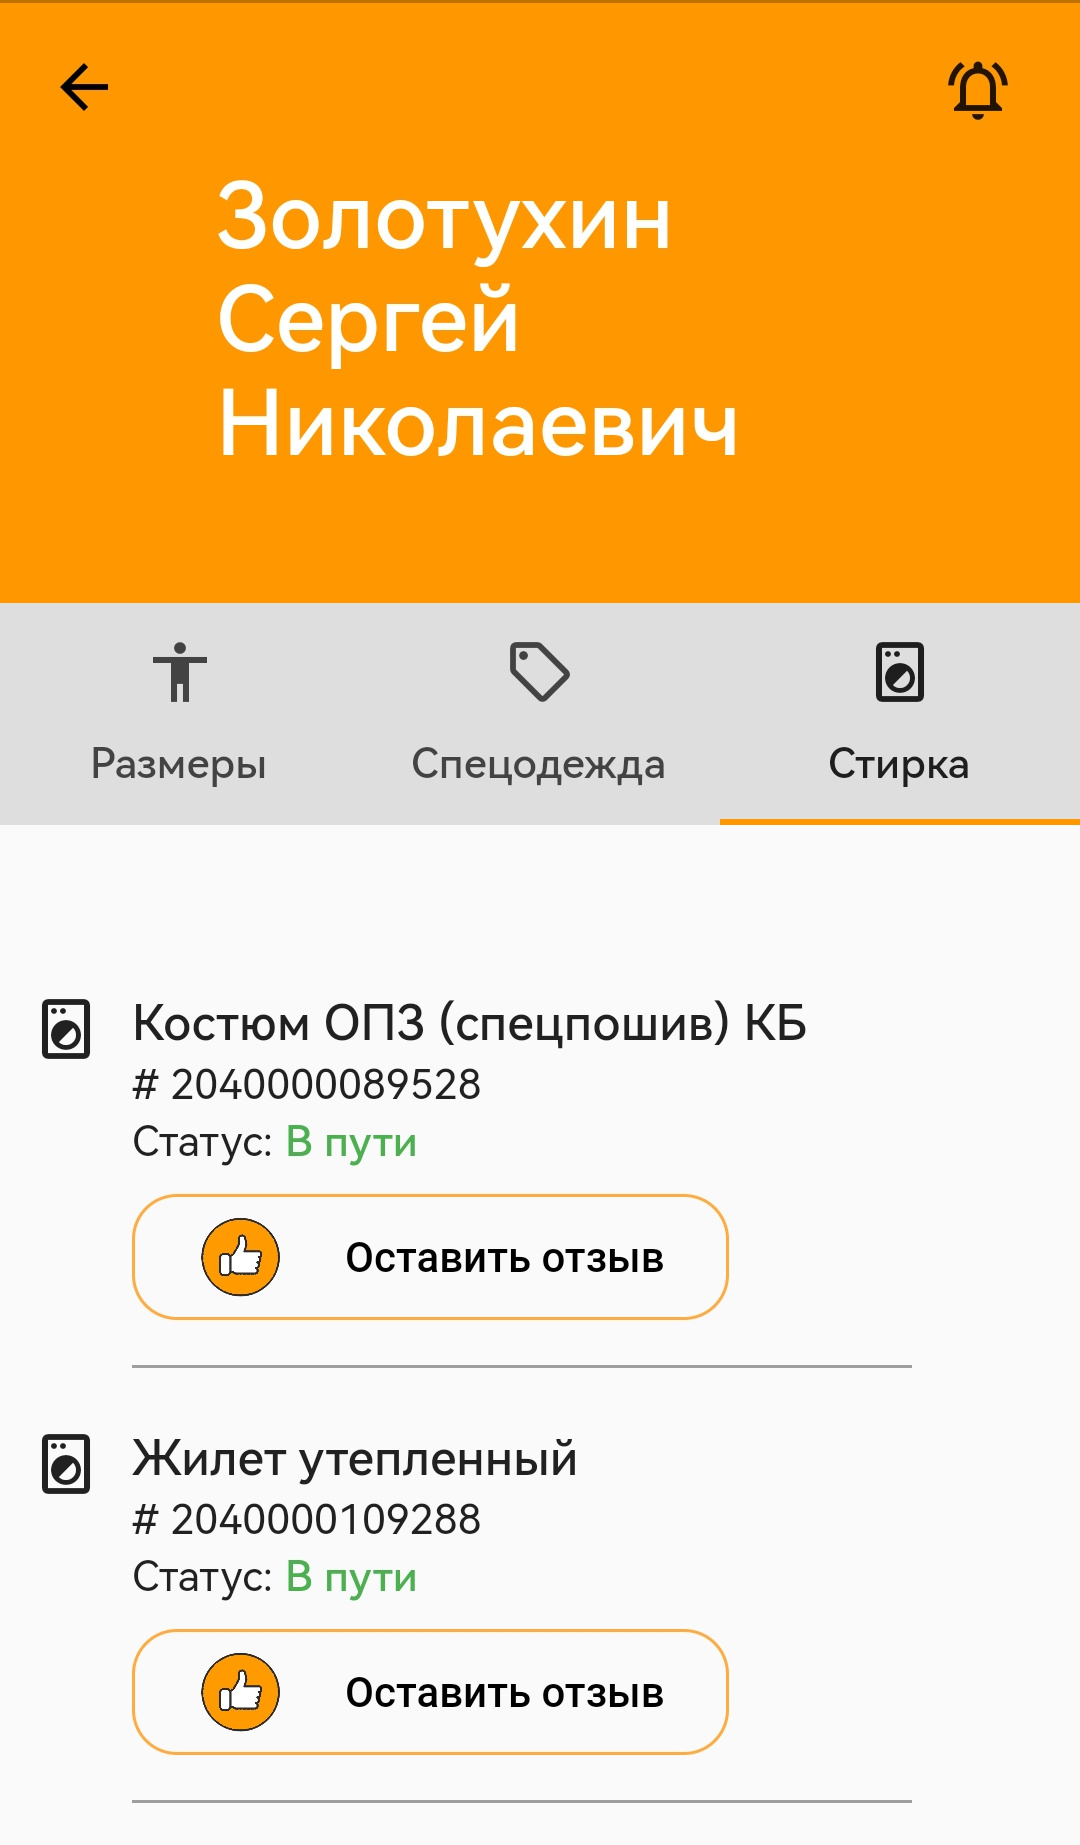 Золотухин
Сергей
Николаевич
Размеры
Спецодежда
Стирка
Костюм ОПЗ (спецпошив) КБ
# 2040000089528
Статус: В пути
Оставить отзыв
Жилет утепленный
# 2040000109288
Статус: В пути
Оставить отзыв